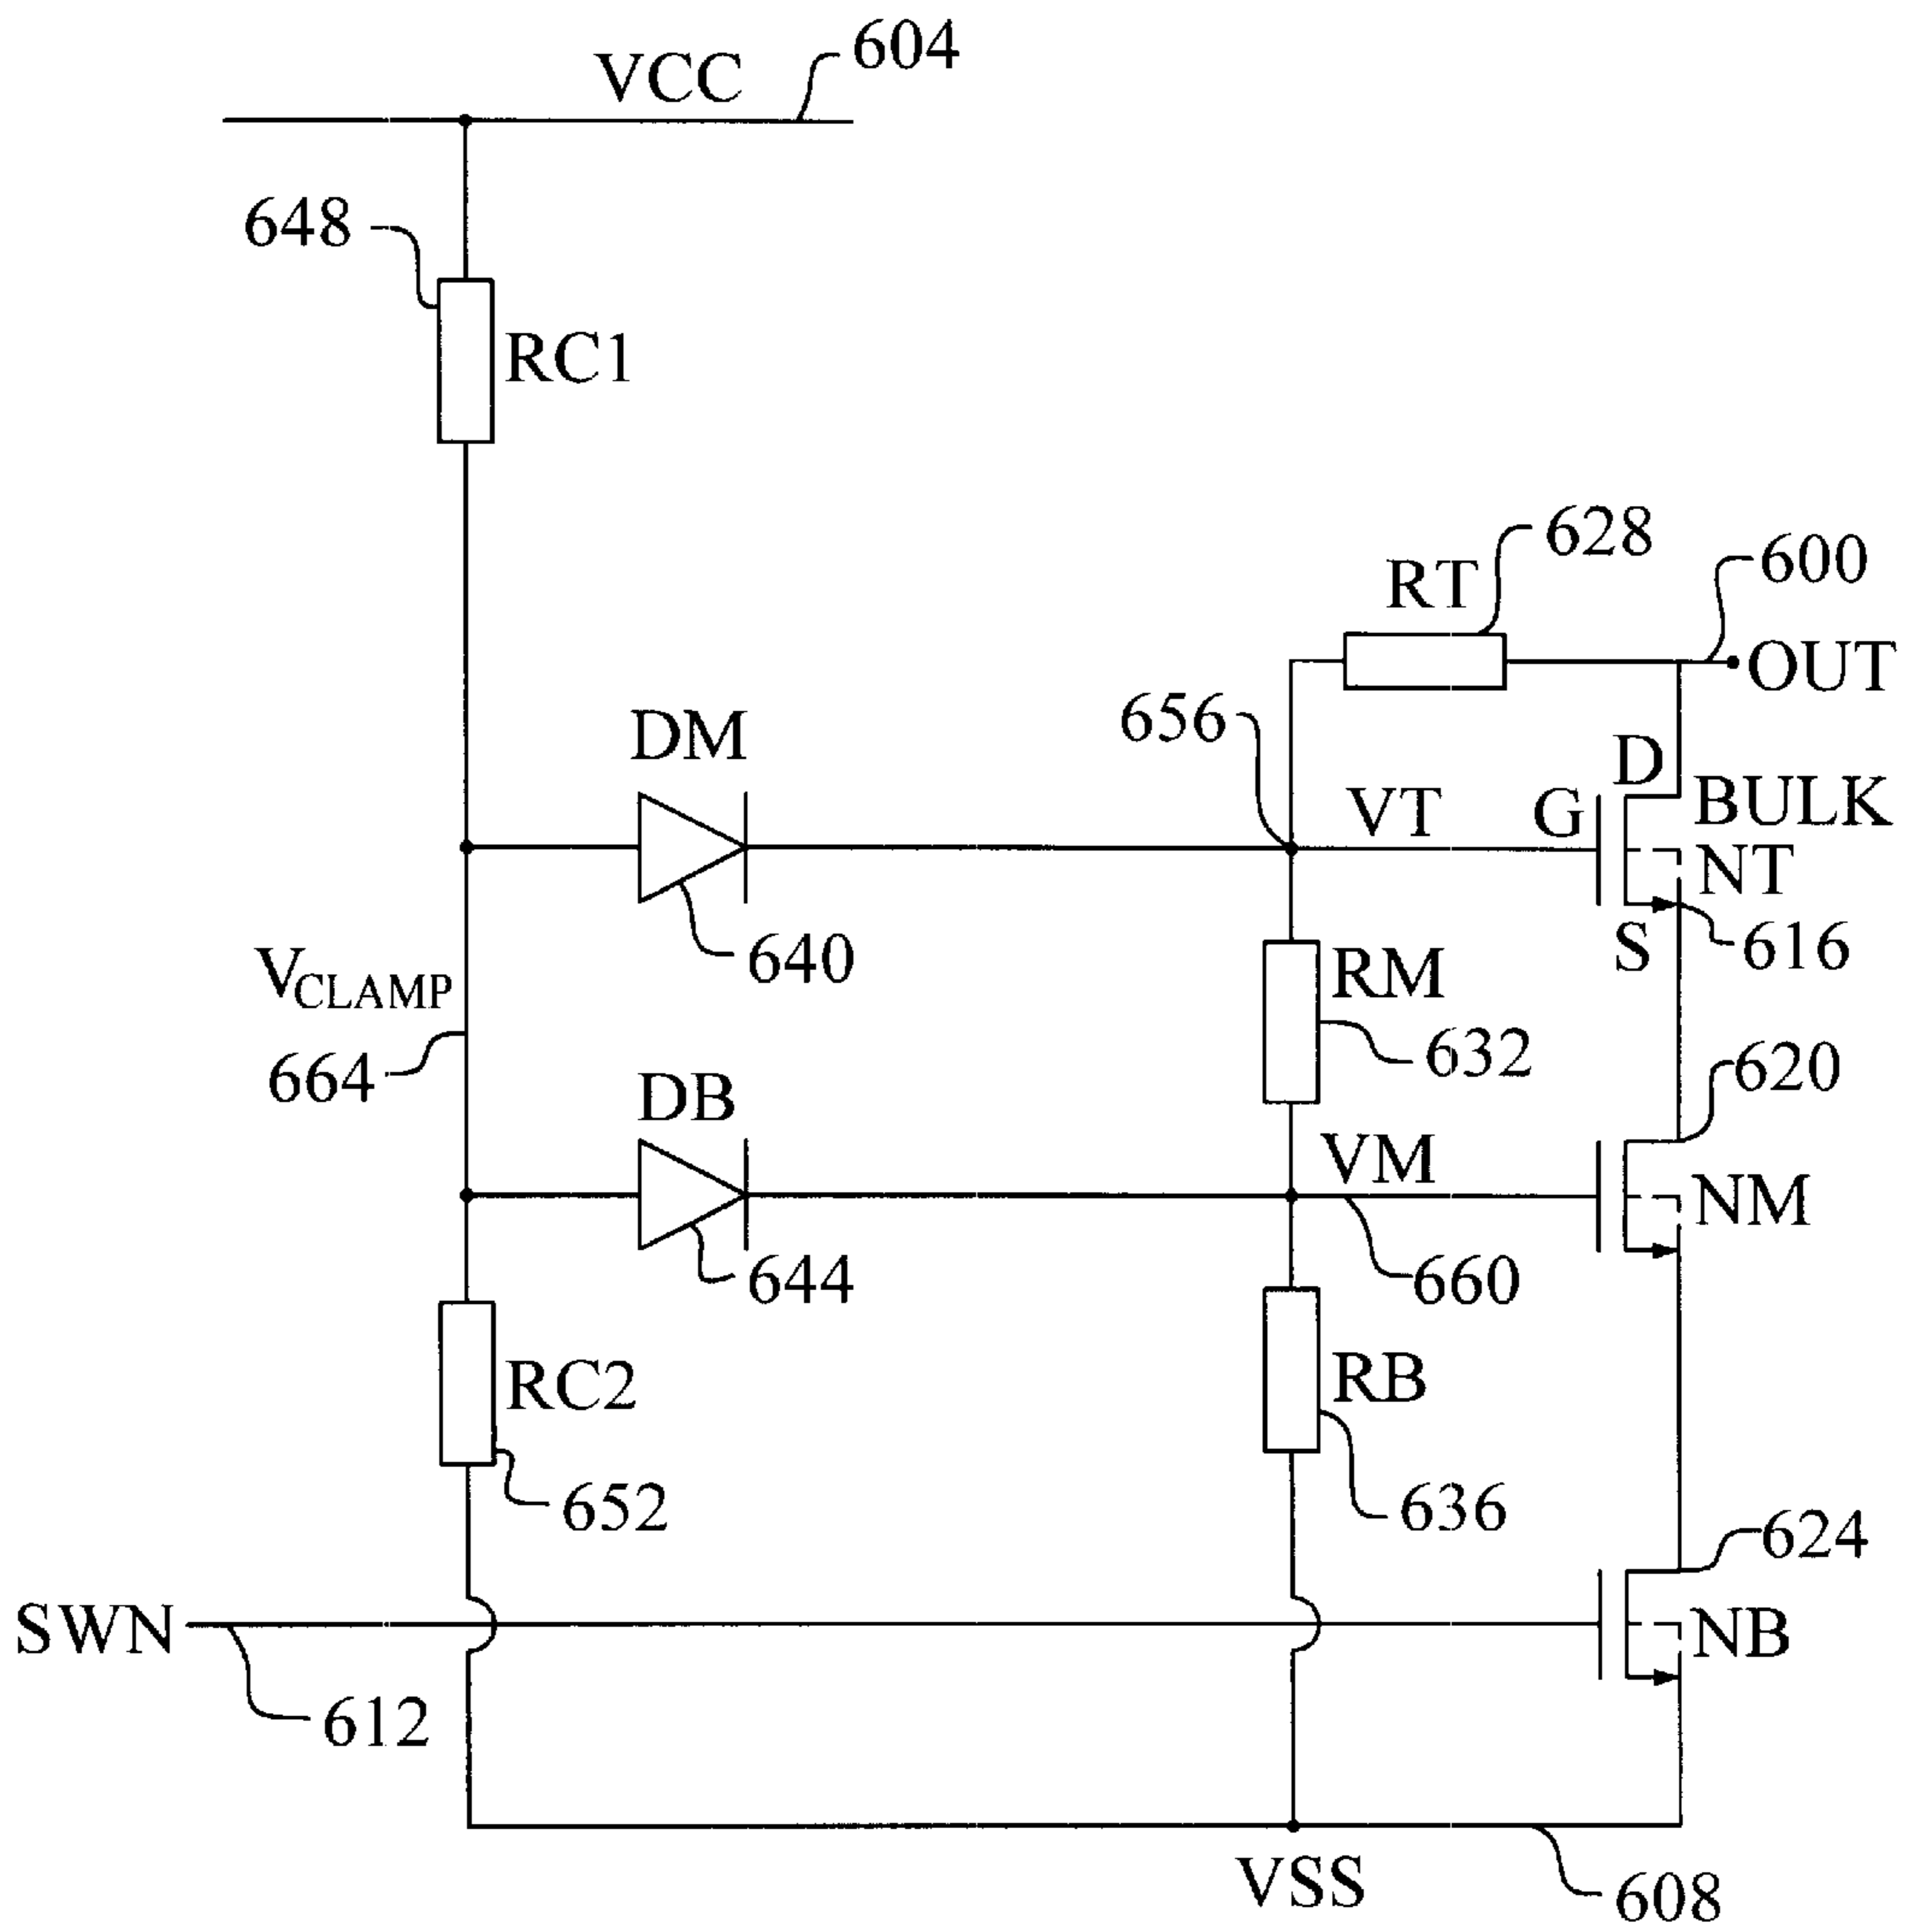 VCC
604
648
RC1
RT
628
600
OUT
DM
656
VT
G
D
BULK
NT
S
616
640
VCLAMP
664
RM
632
DB
620
VM
NM
644
660
RC2
652
RB
636
624
SWN
NB
612
VSS
608